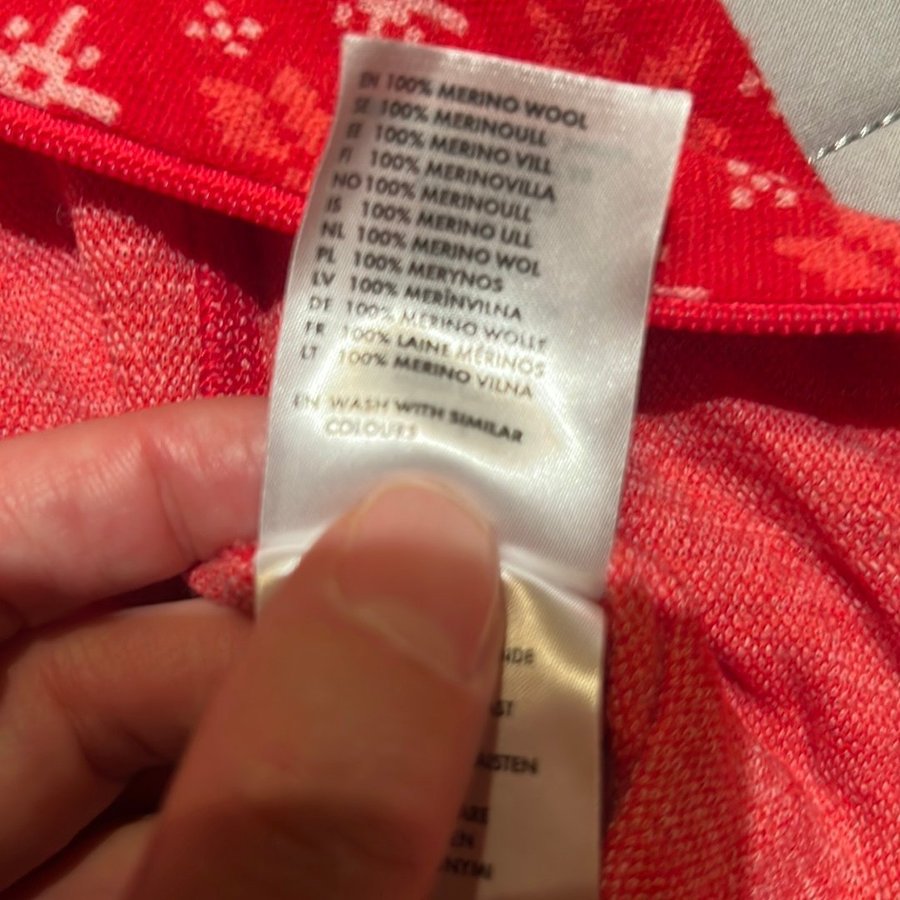 EN 100% MERINO WOOL
SE 100% MERINOULL
EE 100% MERINO VILL
FI 100% MERINOVILLA
NO 100% MERINOULL
IS 100% MERINO ULL
NL 100% MERINO WOL
PL 100% MERYNOS
LV 100% MERĪNVILNA
DE 100% MERINO WOLLE
FR 100% LAINE MÉRINOS
LT 100% MERINO VILNA
EN WASH WITH SIMILAR
COLOURS